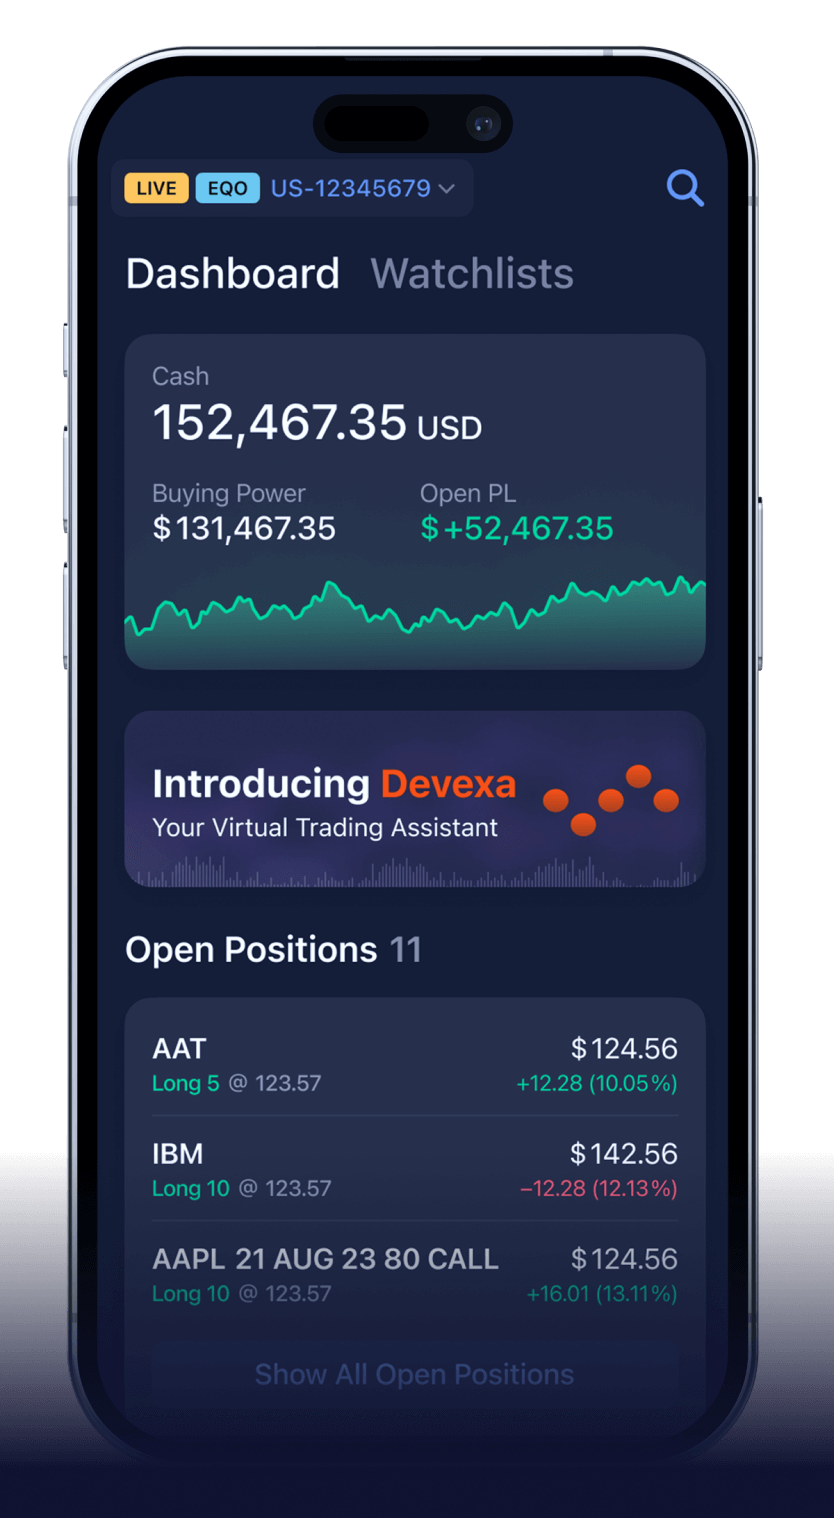 LIVE EQO US-12345679
Dashboard Watchlists
Cash
152,467.35 USD
Buying Power Open PL
$131,467.35 $+52,467.35
Introducing Devexa
Your Virtual Trading Assistant
Open Positions 11
AAT $124.56
Long 5 @ 123.57 +12.28 (10.05%)
IBM $142.56
Long 10 @ 123.57 –12.28 (12.13%)
AAPL 21 AUG 23 80 CALL $124.56
Long 10 @ 123.57 +16.01 (13.11%)
Show All Open Positions